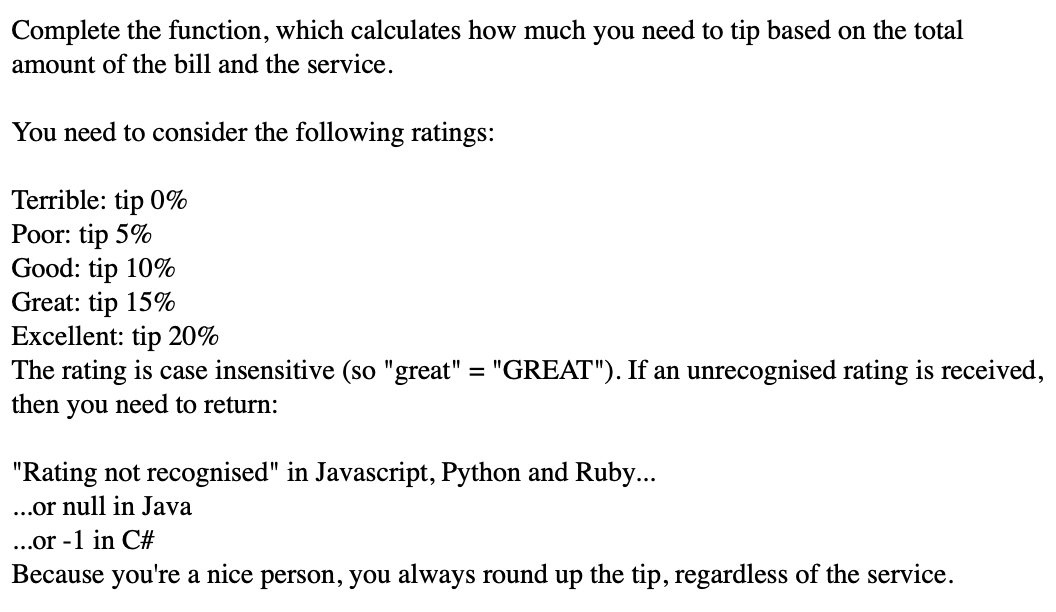 Complete the function, which calculates how much you need to tip based on the total
amount of the bill and the service.
You need to consider the following ratings:
Terrible: tip 0%
Poor: tip 5%
Good: tip 10%
Great: tip 15%
Excellent: tip 20%
The rating is case insensitive (so "great" = "GREAT"). If an unrecognised rating is received,
then you need to return:
"Rating not recognised" in Javascript, Python and Ruby...
...or null in Java
...or -1 in C#
Because you're a nice person, you always round up the tip, regardless of the service.